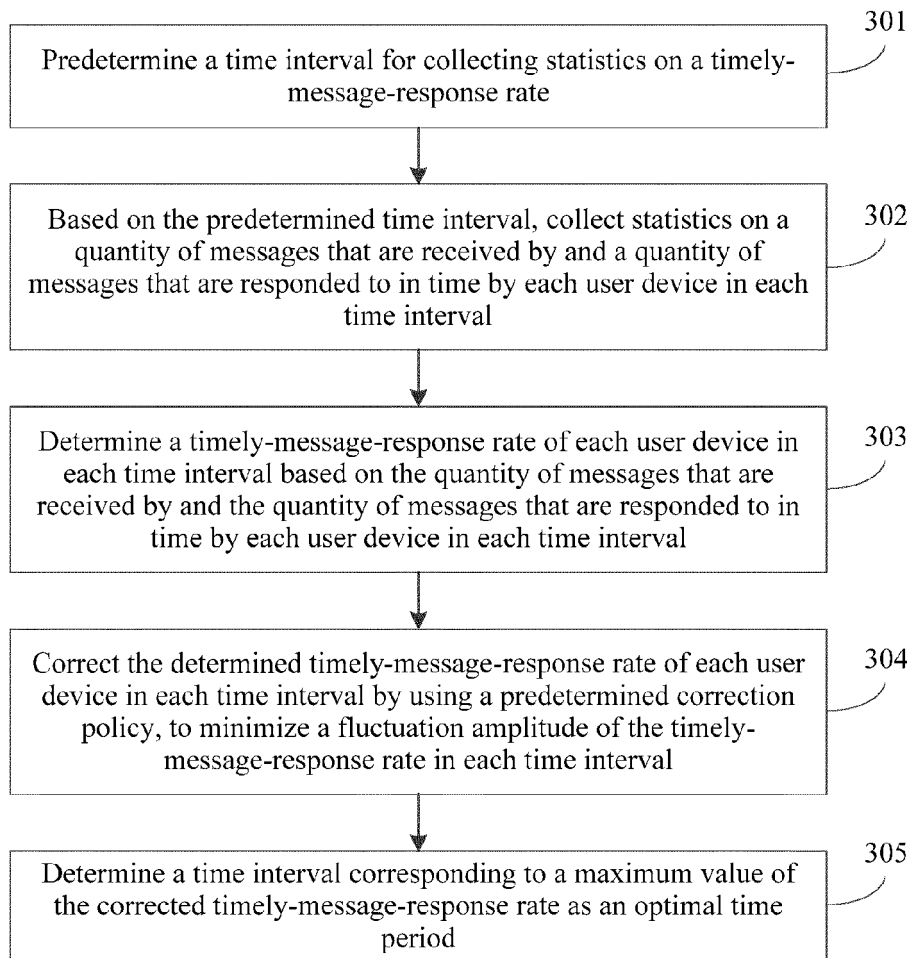 301
Predetermine a time interval for collecting statistics on a timely-
message-response rate
302
Based on the predetermined time interval, collect statistics on a
quantity of messages that are received by and a quantity of
messages that are responded to in time by each user device in each
time interval
303
Determine a timely-message-response rate of each user device in
each time interval based on the quantity of messages that are
received by and the quantity of messages that are responded to in
time by each user device in each time interval
304
Correct the determined timely-message-response rate of each user
device in each time interval by using a predetermined correction
policy, to minimize a fluctuation amplitude of the timely-
message-response rate in each time interval
305
Determine a time interval corresponding to a maximum value of
the corrected timely-message-response rate as an optimal time
period